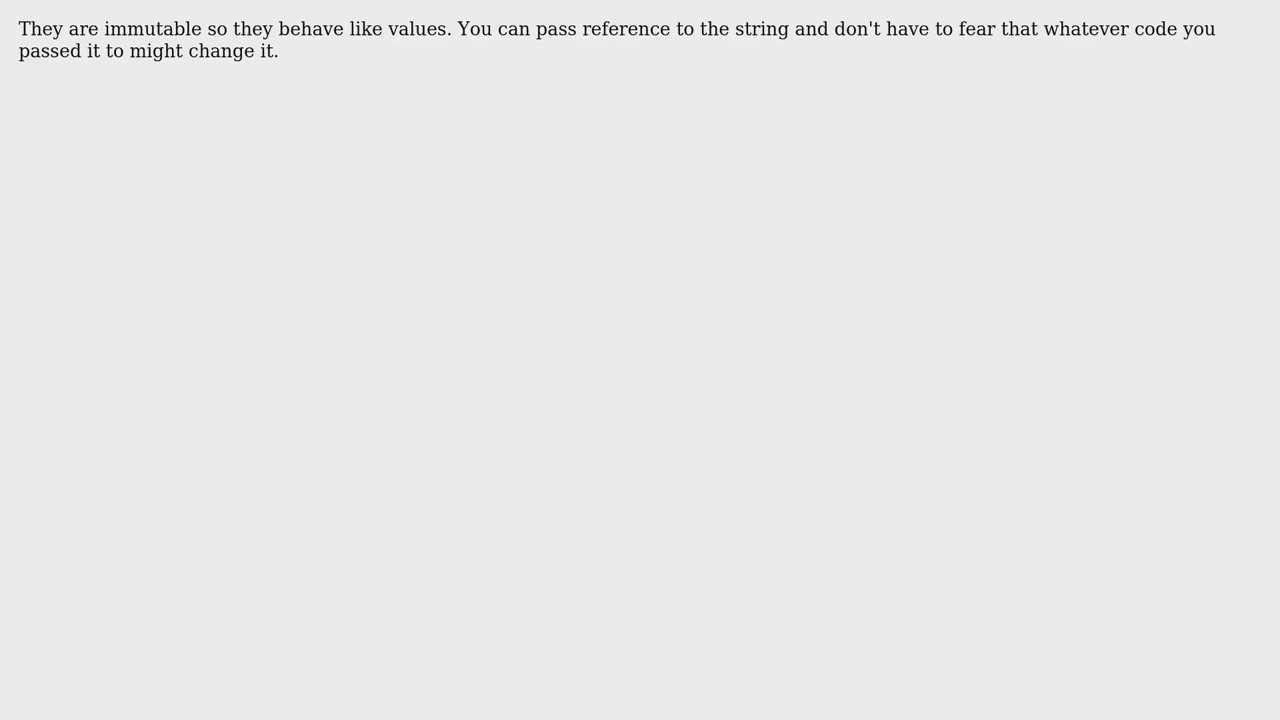 They are immutable so they behave like values. You can pass reference to the string and don't have to fear that whatever code you
passed it to might change it.